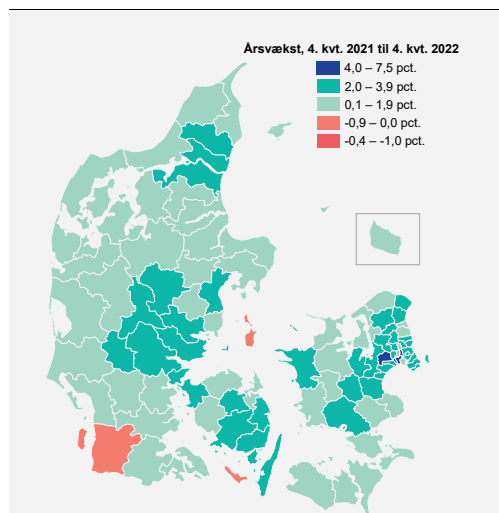 Årsvækst, 4. kvt. 2021 til 4. kvt. 2022
4,0 – 7,5 pct.
2,0 – 3,9 pct.
0,1 – 1,9 pct.
-0,9 – 0,0 pct.
-0,4 – -1,0 pct.